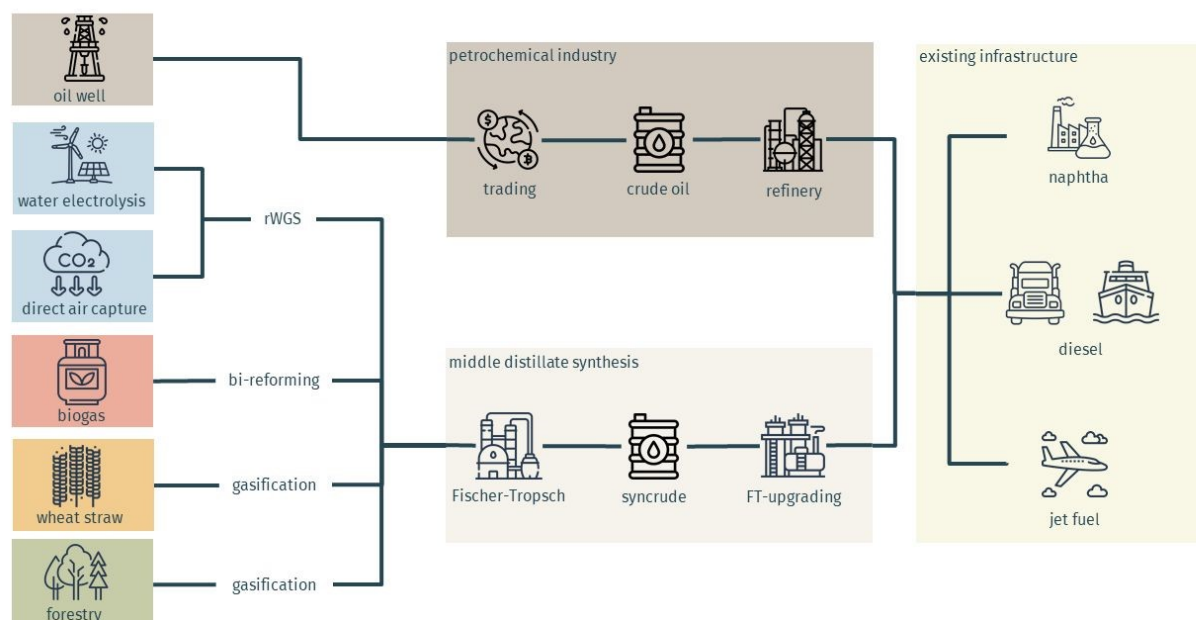 oil well
water electrolysis
CO₂
direct air capture
biogas
wheat straw
forestry
rWGS
bi-reforming
gasification
gasification
petrochemical industry
$
₿
trading
crude oil
refinery
middle distillate synthesis
Fischer-Tropsch
syncrude
FT-upgrading
existing infrastructure
naphtha
diesel
jet fuel